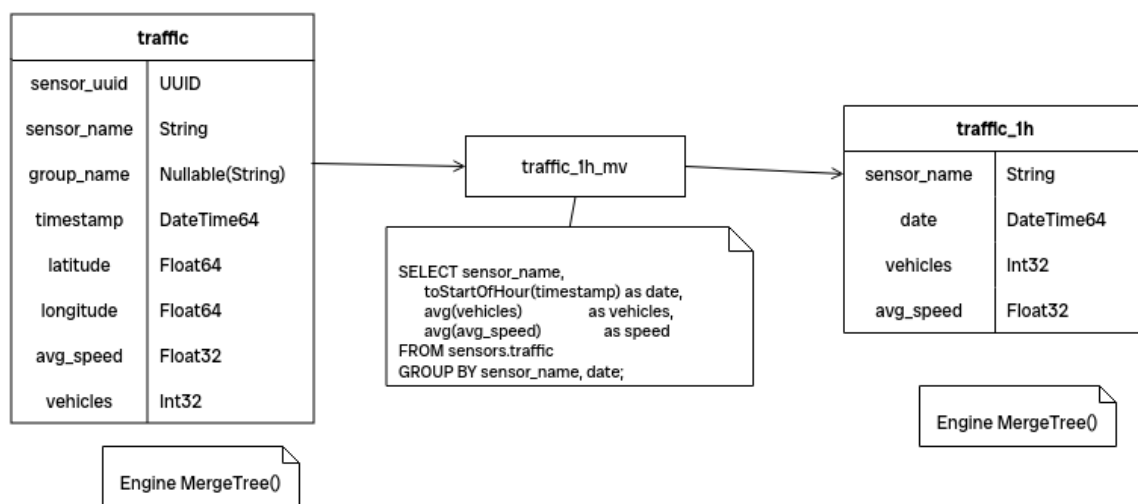 traffic
sensor_uuid UUID
sensor_name String
group_name Nullable(String)
timestamp DateTime64
latitude Float64
longitude Float64
avg_speed Float32
vehicles Int32
Engine MergeTree()
traffic_1h_mv
SELECT sensor_name,
toStartOfHour(timestamp) as date,
avg(vehicles) as vehicles,
avg(avg_speed) as speed
FROM sensors.traffic
GROUP BY sensor_name, date;
traffic_1h
sensor_name String
date DateTime64
vehicles Int32
avg_speed Float32
Engine MergeTree()